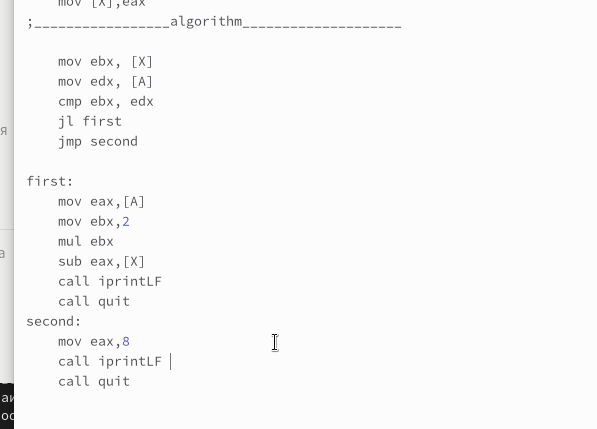 mov [X],eax
;_________________algorithm____________________
mov ebx, [X]
mov edx, [A]
cmp ebx, edx
jl first
jmp second
first:
mov eax,[A]
mov ebx,2
mul ebx
sub eax,[X]
call iprintLF
call quit
second:
mov eax,8
call iprintLF
call quit
я
а